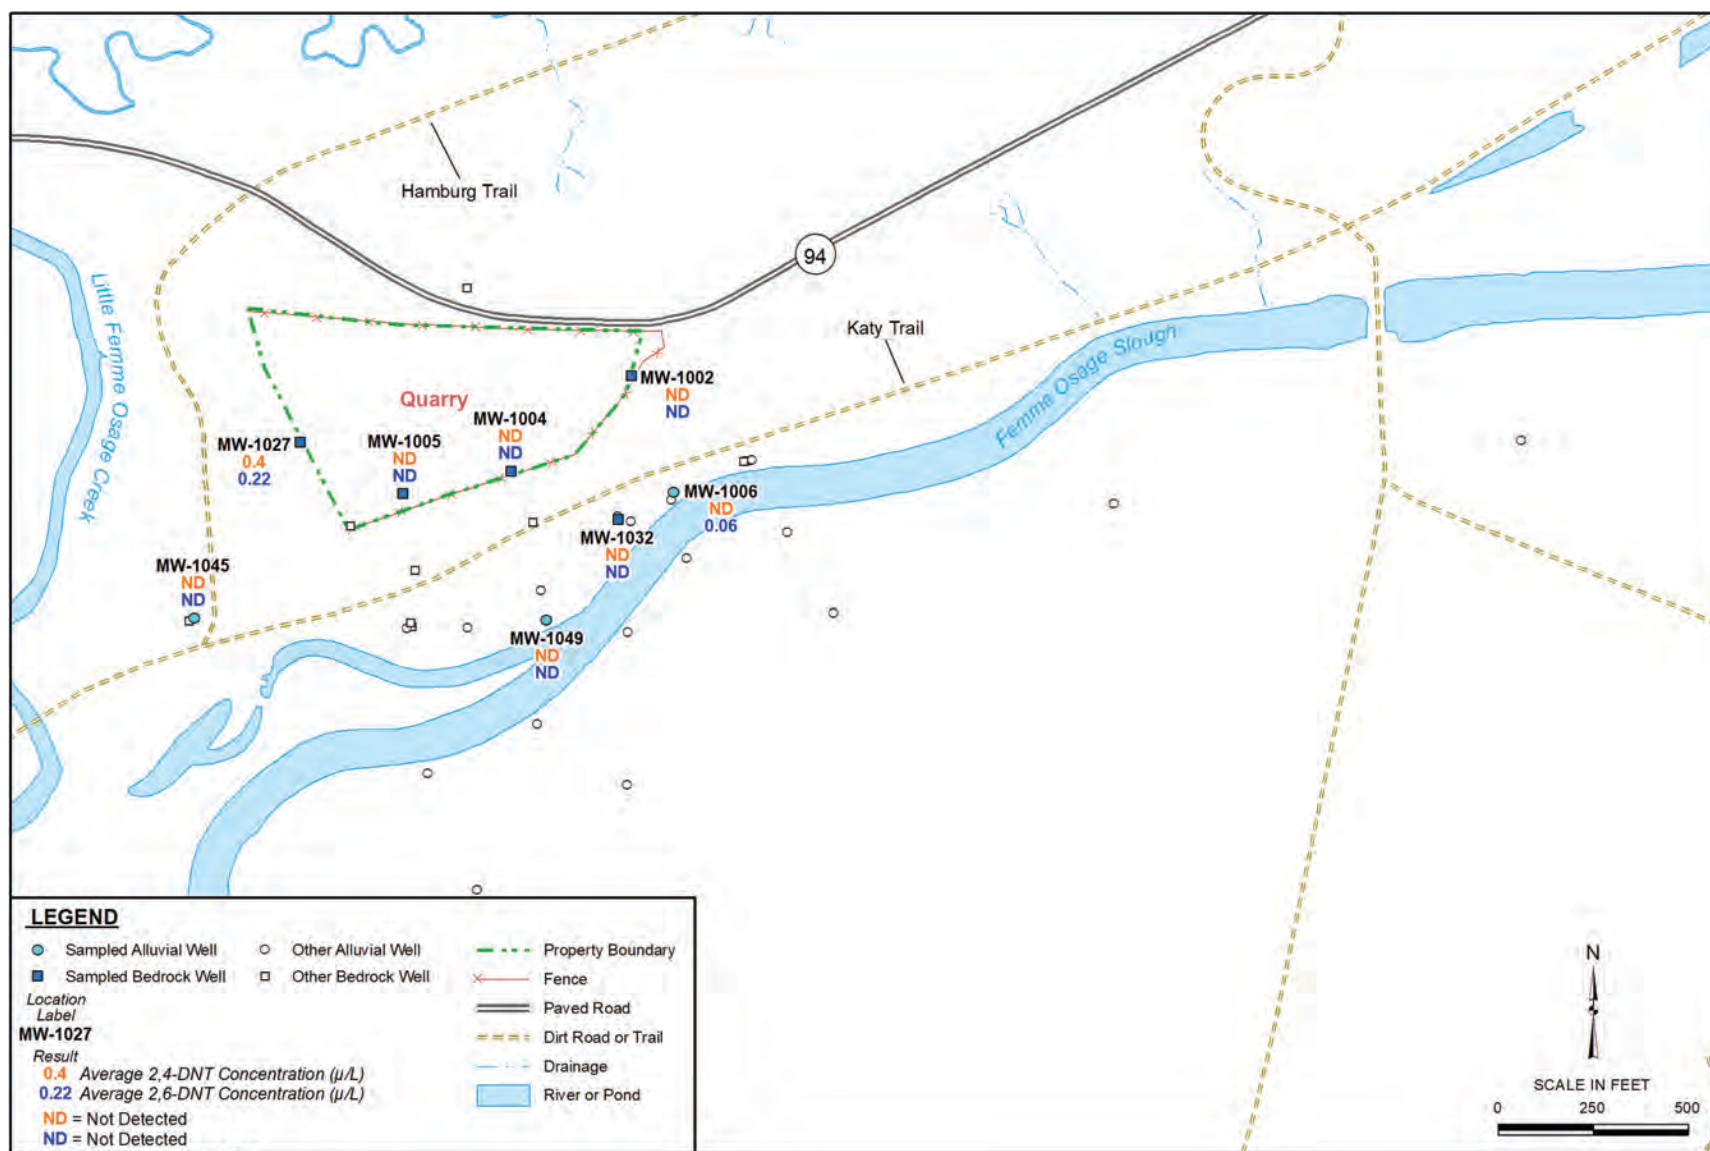 Hamburg Trail
94
Little Femme Osage Creek
Katy Trail
Femme Osage Slough
Quarry
MW-1002
ND
ND
MW-1004
ND
ND
MW-1005
ND
ND
MW-1027
0.4
0.22
MW-1006
ND
0.06
MW-1032
ND
ND
MW-1045
ND
ND
MW-1049
ND
ND
LEGEND
Sampled Alluvial Well
Other Alluvial Well
Property Boundary
Sampled Bedrock Well
Other Bedrock Well
Fence
Location
Label
MW-1027
Paved Road
Dirt Road or Trail
Result
0.4 Average 2,4-DNT Concentration (μ/L)
0.22 Average 2,6-DNT Concentration (μ/L)
Drainage
River or Pond
ND = Not Detected
ND = Not Detected
N
SCALE IN FEET
0 250 500